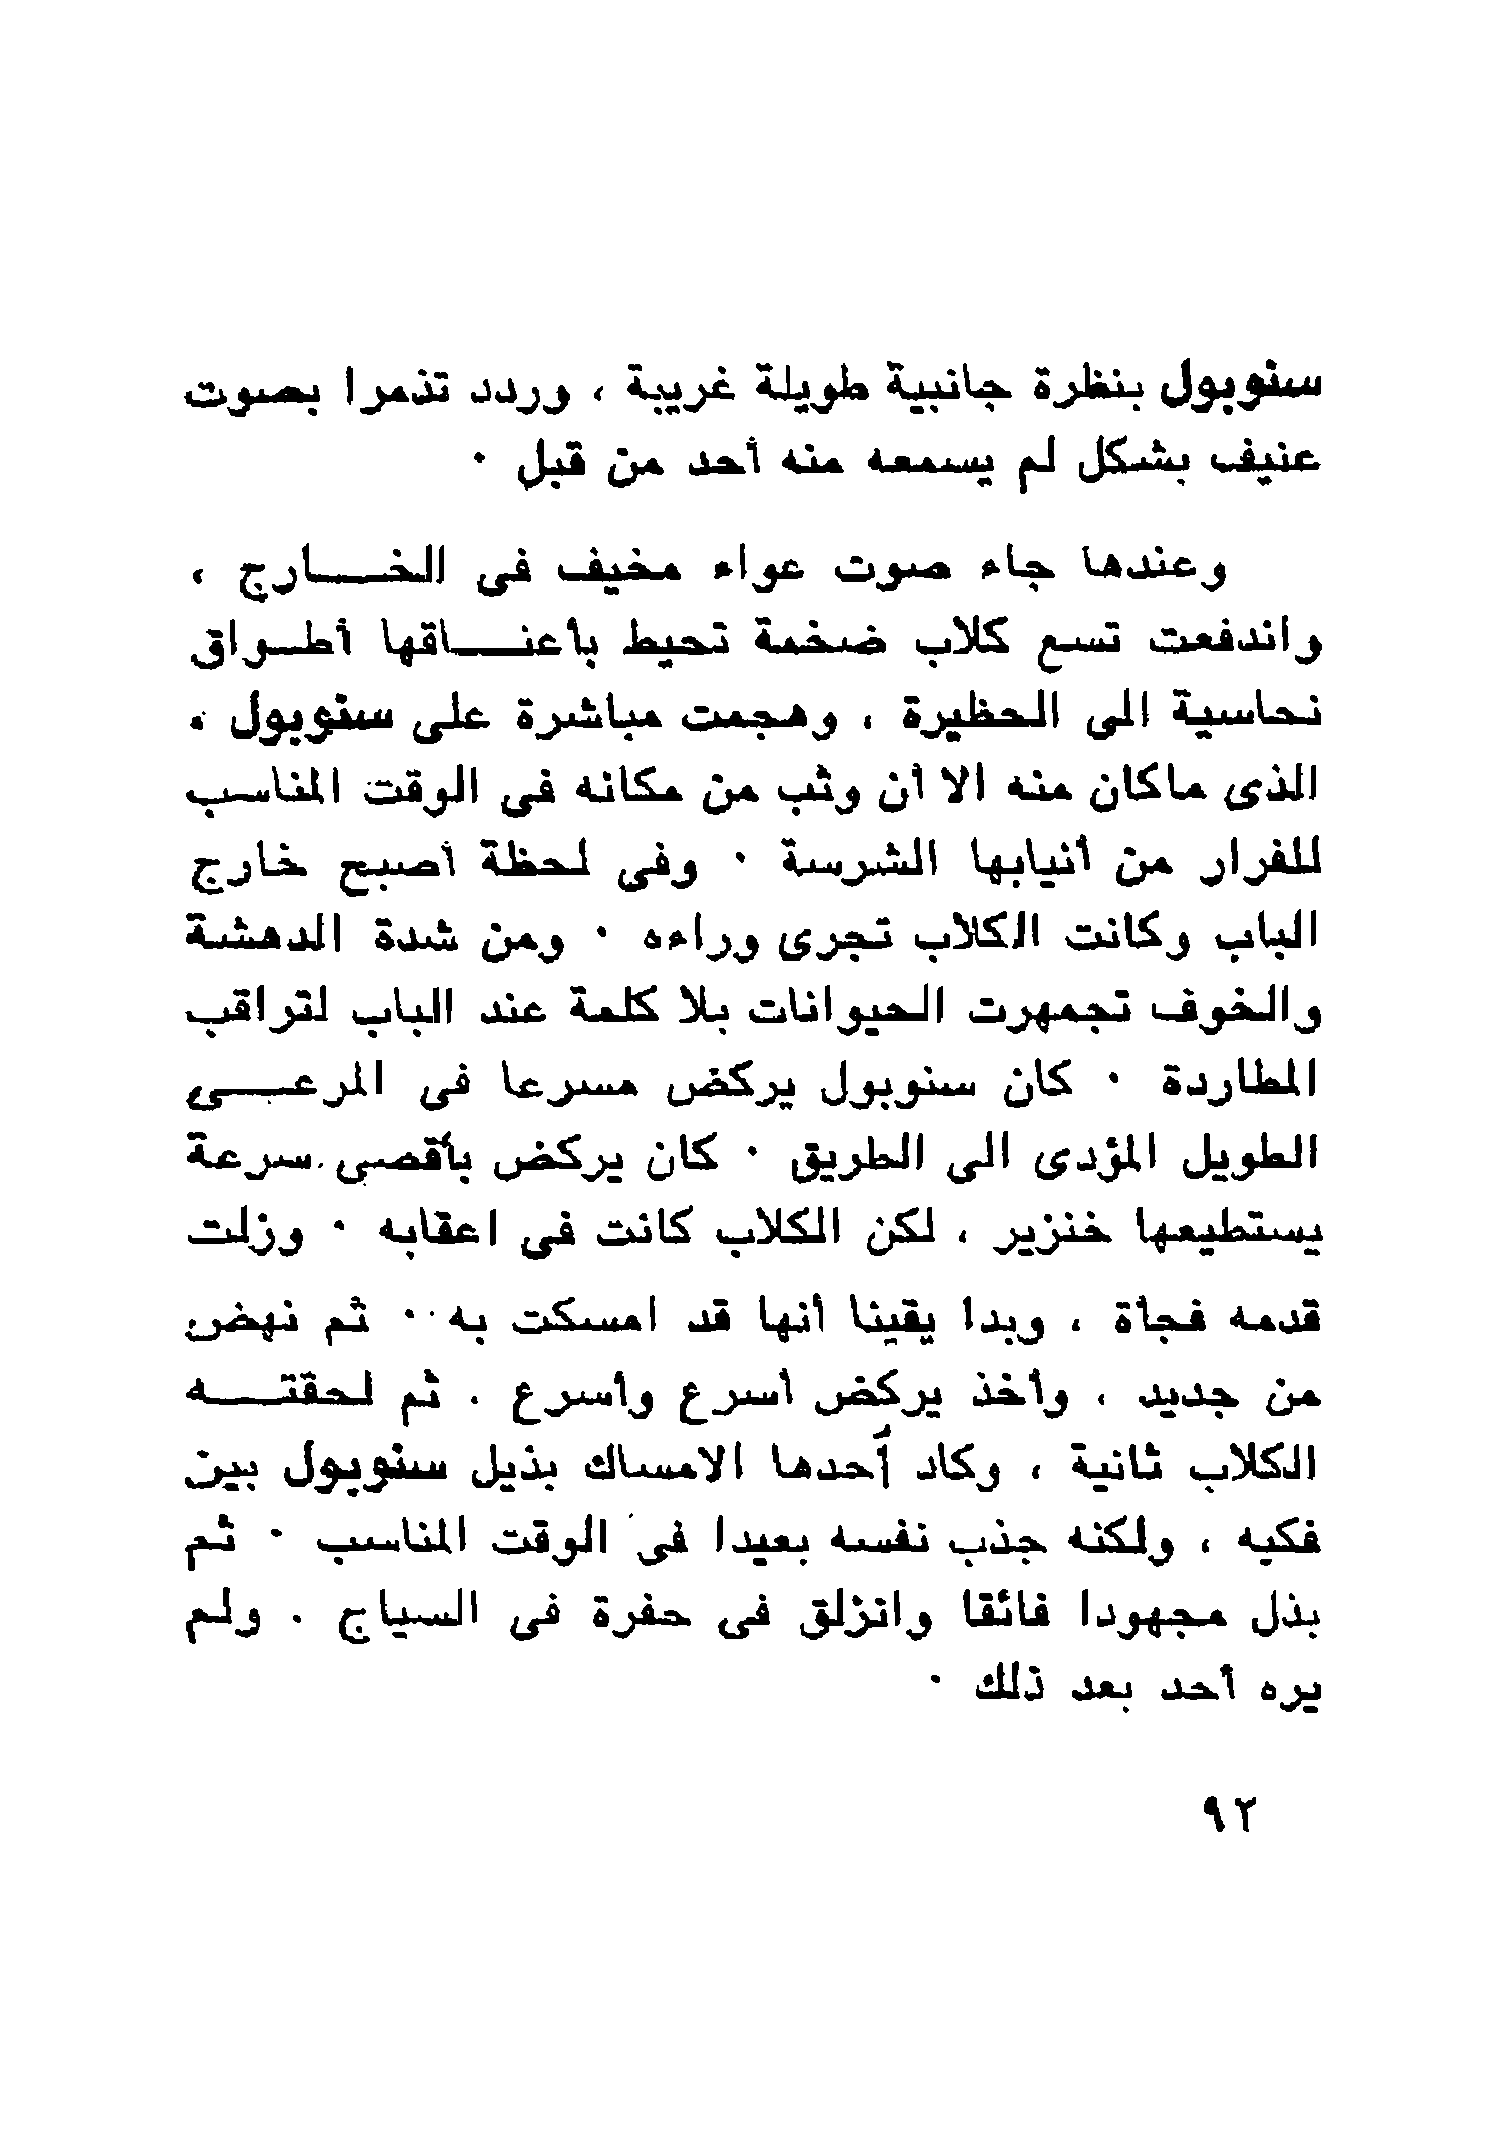 سنوبول بنظرة جانبية طويلة غريبة ، وردد تذمرا بصوت
عنيف بشكل لم يسمعه منه أحد من قبل ٠
وعندها جاء صوت عواء مخيف فى الخـــارج ،
واندفعت تسع كلاب ضخمة تحيط بأعنـــاقها أطـواق
نحاسية الى الحظيرة ، وهجمت مباشرة على سنوبول .
الذى ماكان منه الا أن وثب من مكانه فى الوقت المناسب
للفرار من أنيابها الشرسة ٠ وفى لحظة أصبح خارج
الباب وكانت الكلاب تجرى وراءه ٠ ومن شدة الدهشة
والخوف تجمهرت الحيوانات بلا كلمة عند الباب لتراقب
المطاردة ٠ كان سنوبول يركض مسرعا فى المرعـــى
الطويل المؤدى الى الطريق ٠ كان يركض بأقصى سرعة
يستطيعها خنزير ، لكن الكلاب كانت فى اعقابه ٠ وزلت
قدمه فجأة ، وبدا يقينا أنها قد امسكت به ٠٠ ثم نهض
من جديد ، وأخذ يركض أسرع وأسرع . ثم لحقتـــه
الكلاب ثانية ، وكاد أحدها الامساك بذيل سنوبول بين
فكيه ، ولكنه جذب نفسه بعيدا فى الوقت المناسب ٠ ثم
بذل مجهودا فائقا وانزلق فى حفرة فى السياج . ولم
يره أحد بعد ذلك ٠
٩٢